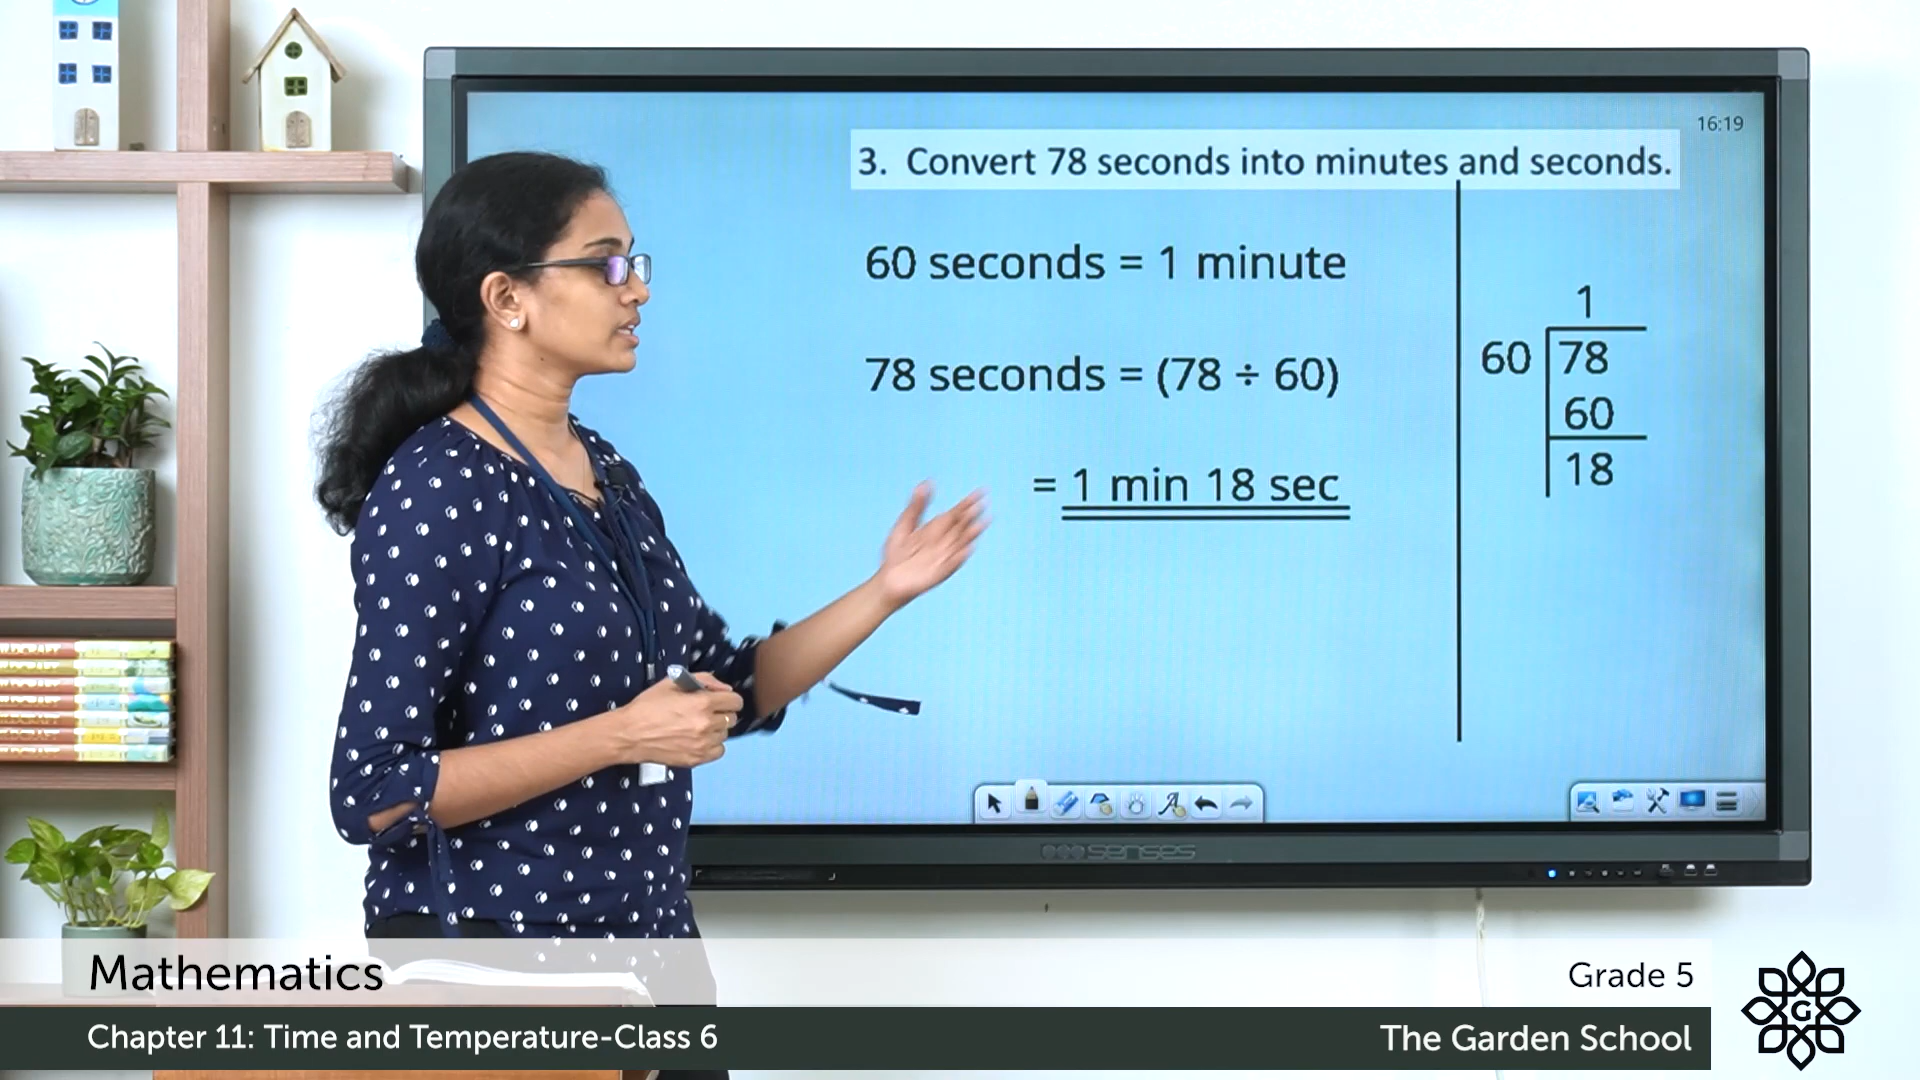 16:19
3. Convert 78 seconds into minutes and seconds.
60 seconds = 1 minute
78 seconds = (78 ÷ 60)
= 1 min 18 sec
1
60 78
60
18
senses
Mathematics
Grade 5
Chapter 11: Time and Temperature-Class 6
The Garden School
G